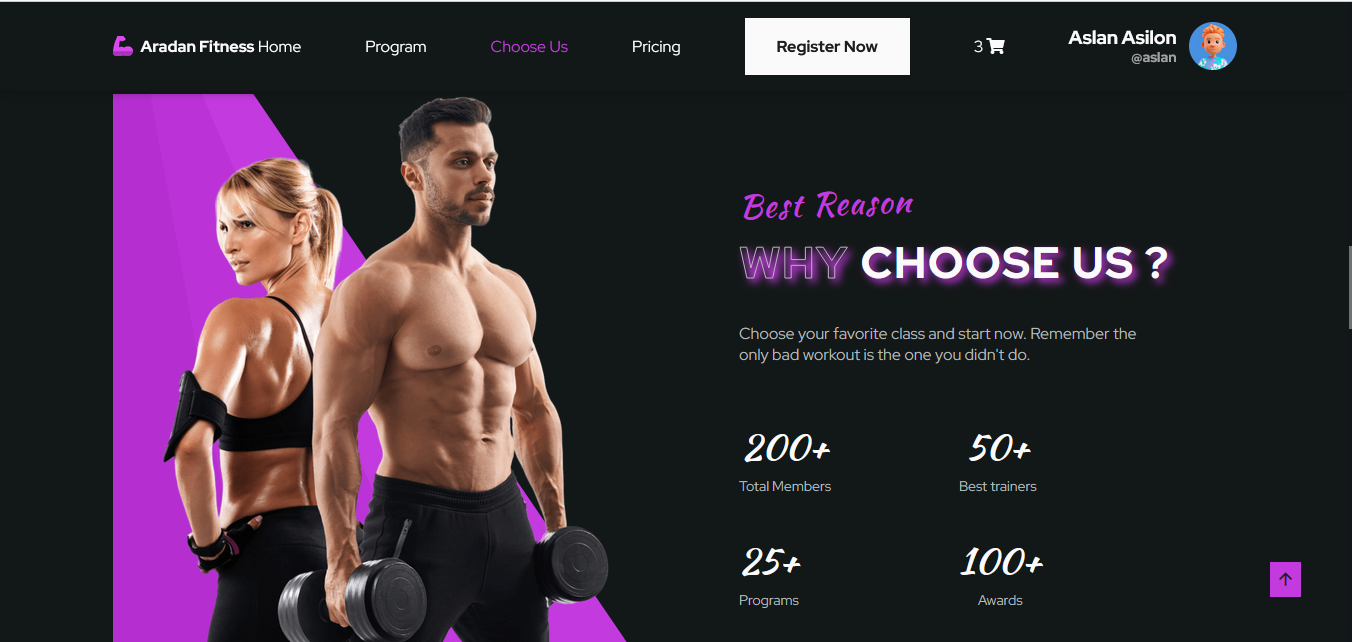 Aradan Fitness Home Program Choose Us Pricing Register Now 3 Aslan Asilon
@aslan
Best Reason
WHY CHOOSE US ?
Choose your favorite class and start now. Remember the
only bad workout is the one you didn't do.
200+ 50+
Total Members Best trainers
25+ 100+
Programs Awards